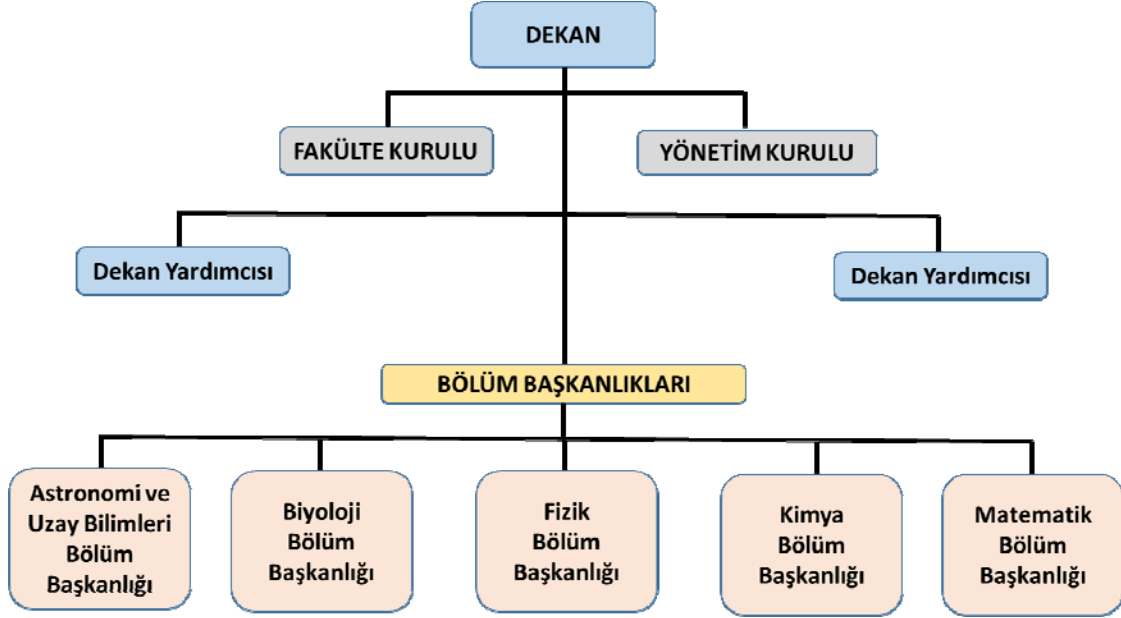 DEKAN
FAKÜLTE KURULU
YÖNETİM KURULU
Dekan Yardımcısı
Dekan Yardımcısı
BÖLÜM BAŞKANLIKLARI
Astronomi ve
Uzay Bilimleri
Bölüm
Başkanlığı
Biyoloji
Bölüm
Başkanlığı
Fizik
Bölüm
Başkanlığı
Kimya
Bölüm
Başkanlığı
Matematik
Bölüm
Başkanlığı